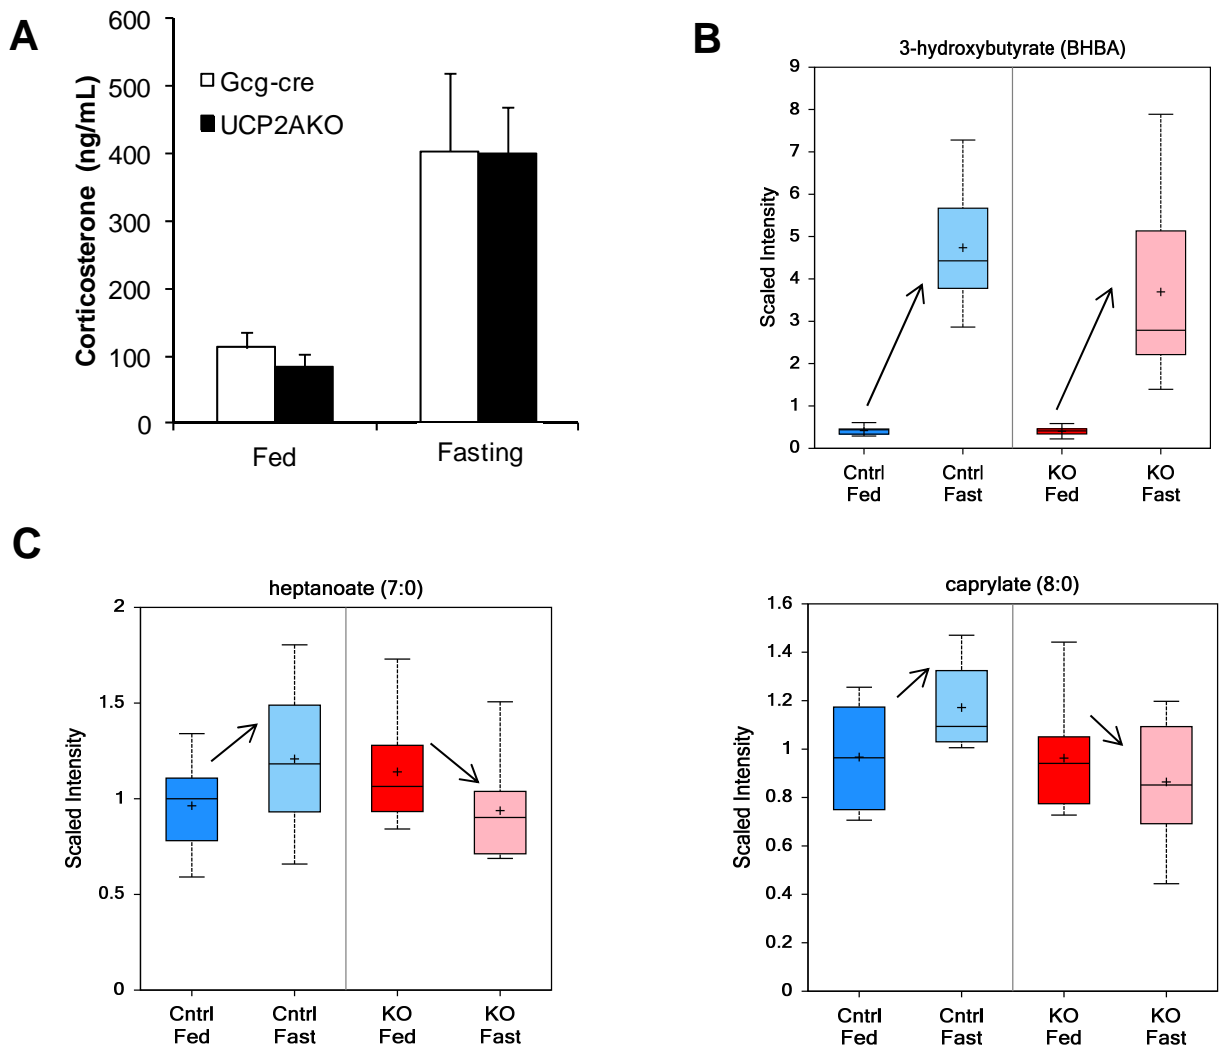 A
600
500
400
300
200
100
0
Corticosterone (ng/mL)
Gcg-cre
UCP2AKO
Fed
Fasting
B
3-hydroxybutyrate (BHBA)
9
8
7
6
5
4
3
2
1
0
Scaled Intensity
Cntrl Cntrl KO KO
Fed Fast Fed Fast
C
heptanoate (7:0)
2
1.5
1
0.5
0
Scaled Intensity
Cntrl Cntrl KO KO
Fed Fast Fed Fast
caprylate (8:0)
1.6
1.4
1.2
1
0.8
0.6
0.4
0.2
0
Scaled Intensity
Cntrl Cntrl KO KO
Fed Fast Fed Fast